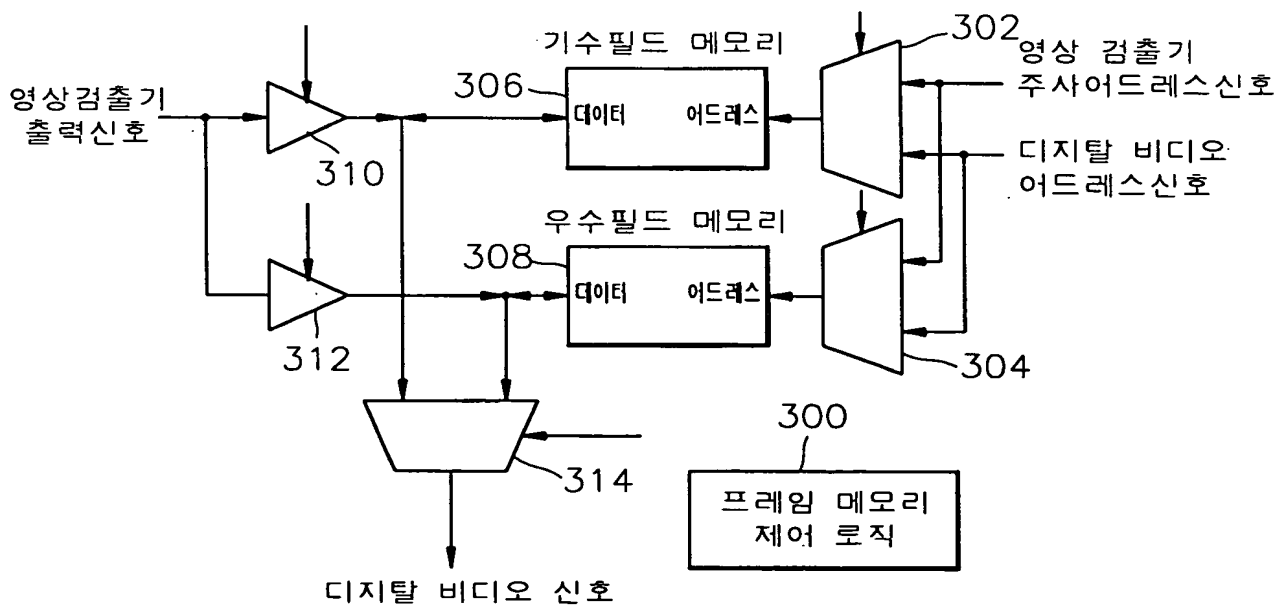 기수필드 메모리
302
영상 검출기
주사어드레스신호
306
데이터
어드레스
영상검출기
출력신호
310
디지탈 비디오
어드레스신호
우수필드 메모리
308
데이터
어드레스
312
304
300
314
프레임 메모리
제어 로직
디지탈 비디오 신호